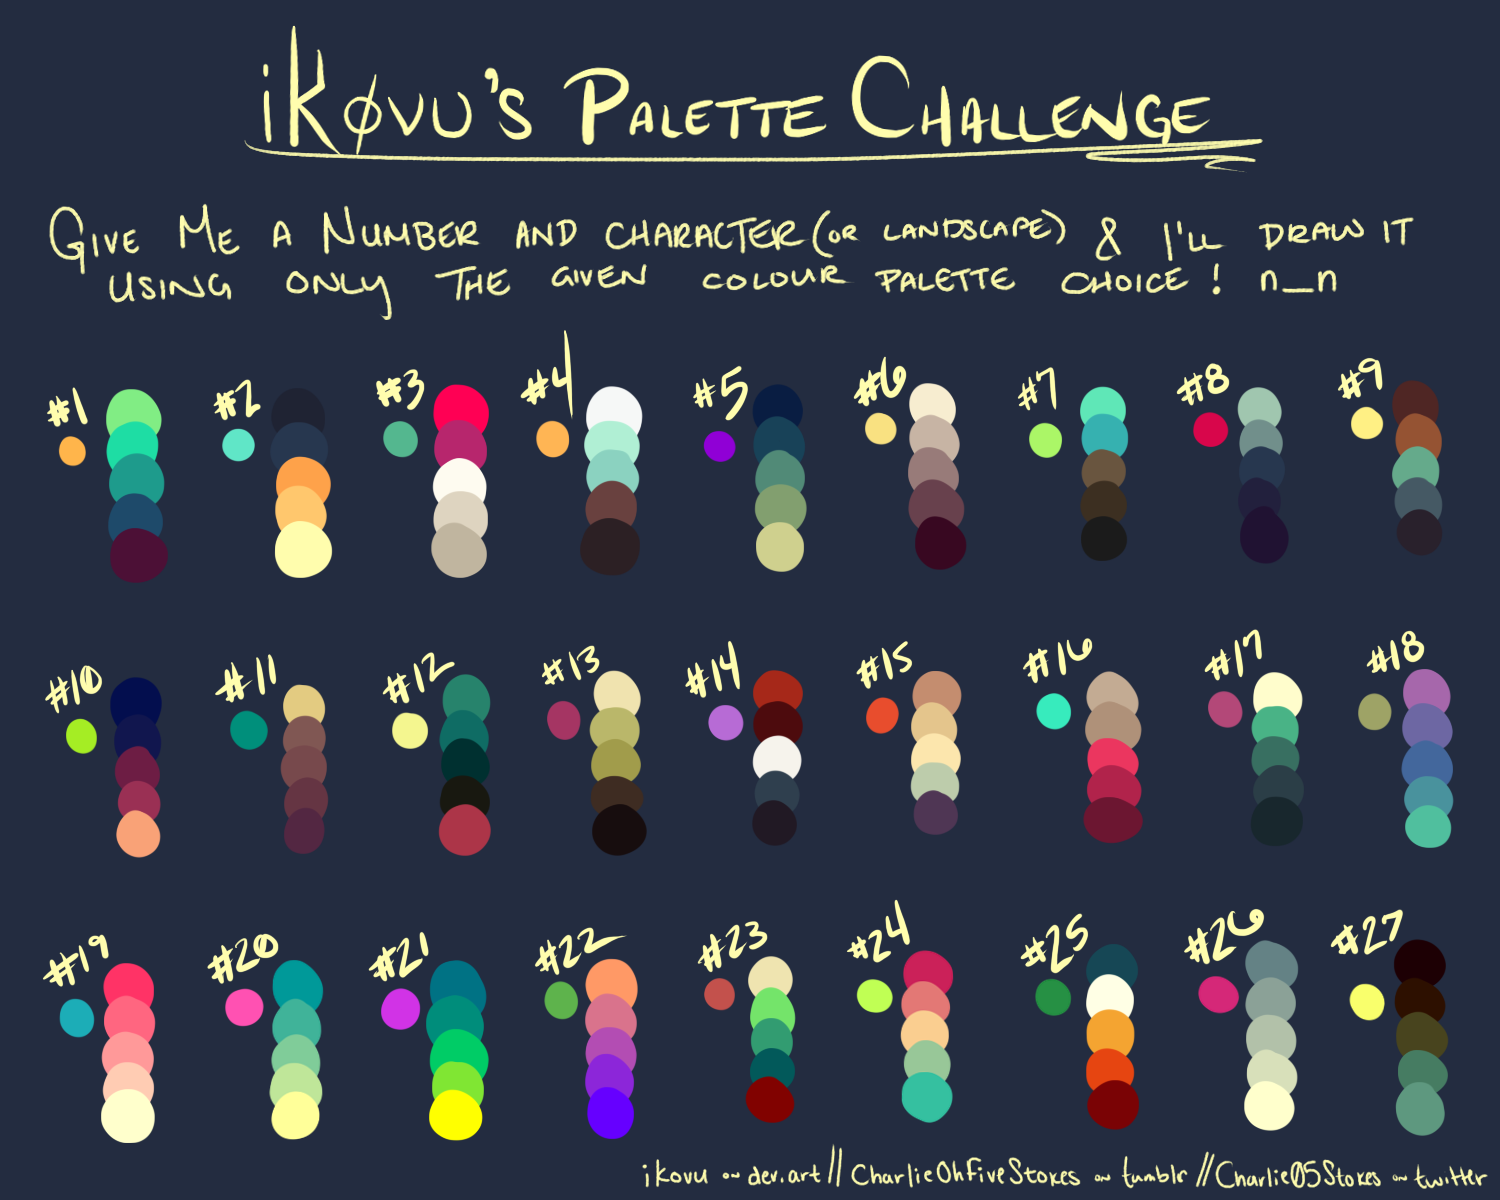 iKøvu's Palette Challenge
Give Me a Number and character (or landscape) & I'll draw it
using only the given colour palette choice! n_n
#1 #2 #3 #4 #5 #6 #7 #8 #9
#10 #11 #12 #13 #14 #15 #16 #17 #18
#19 #20 #21 #22 #23 #24 #25 #26 #27
ikovu on dev.art // CharlieOhFiveStokes on tumblr // Charlie05Stokes on twitter